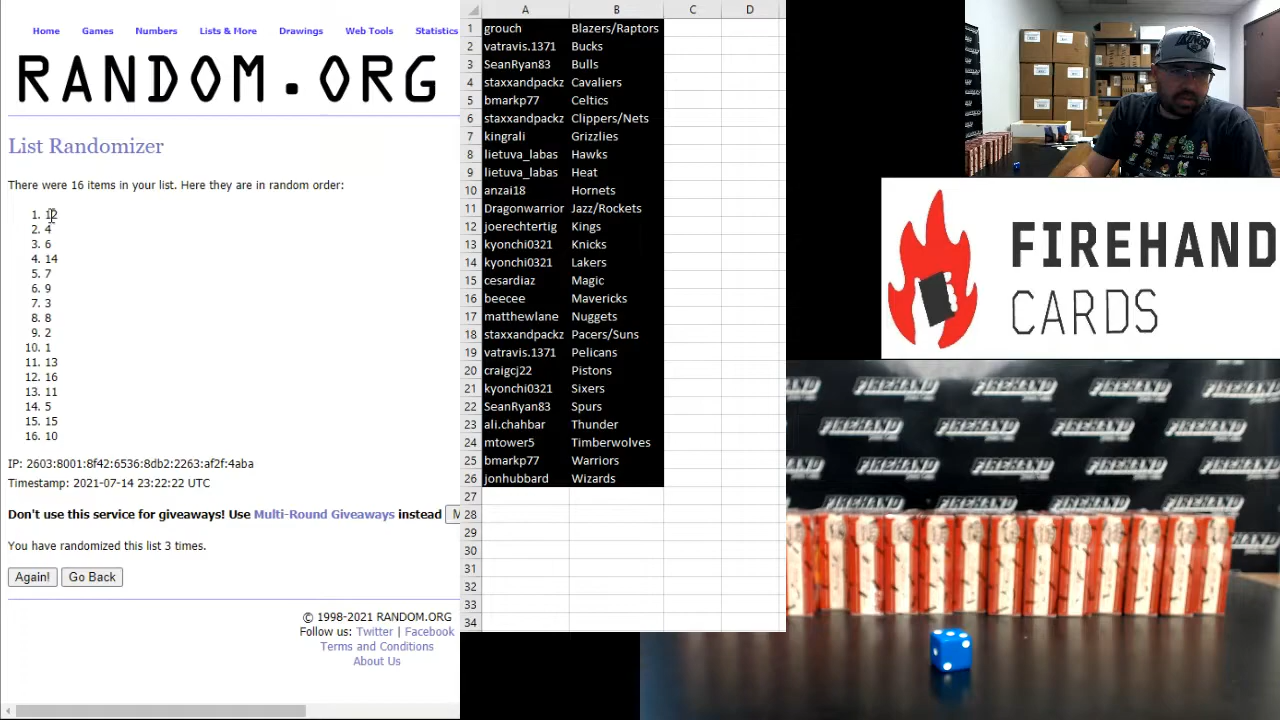 Home Games Numbers Lists & More Drawings Web Tools Statistics
RANDOM.ORG
List Randomizer
There were 16 items in your list. Here they are in random order:
1. 12
2. 4
3. 6
4. 14
5. 7
6. 9
7. 3
8. 8
9. 2
10. 1
11. 13
12. 16
13. 11
14. 5
15. 15
16. 10
IP: 2603:8001:8f42:6536:8db2:2263:af2f:4aba
Timestamp: 2021-07-14 23:22:22 UTC
Don't use this service for giveaways! Use Multi-Round Giveaways instead
You have randomized this list 3 times.
Again! Go Back
© 1998-2021 RANDOM.ORG
Follow us: Twitter | Facebook
Terms and Conditions
About Us
A B C D
1 grouch Blazers/Raptors
2 vatravis.1371 Bucks
3 SeanRyan83 Bulls
4 staxxandpackz Cavaliers
5 bmarkp77 Celtics
6 staxxandpackz Clippers/Nets
7 kingrali Grizzlies
8 lietuva_labas Hawks
9 lietuva_labas Heat
10 anzai18 Hornets
11 Dragonwarrior Jazz/Rockets
12 joerechtertig Kings
13 kyonchi0321 Knicks
14 kyonchi0321 Lakers
15 cesardiaz Magic
16 beecee Mavericks
17 matthewlane Nuggets
18 staxxandpackz Pacers/Suns
19 vatravis.1371 Pelicans
20 craigcj22 Pistons
21 kyonchi0321 Sixers
22 SeanRyan83 Spurs
23 ali.chahbar Thunder
24 mtower5 Timberwolves
25 bmarkp77 Warriors
26 jonhubbard Wizards
27
28
29
30
31
32
33
34
FIREHAND
CARDS
FIREHAND FIREHAND FIREHAND
FIREHAND FIREHAND FIREHAND
FIREHAND FIREHAND FIREHAND